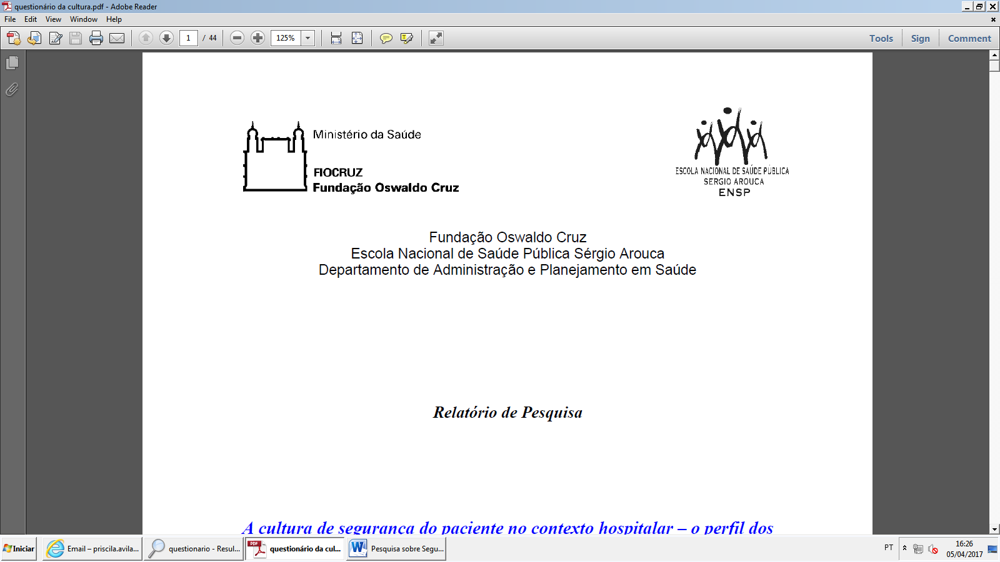 questionário da cultura.pdf - Adobe Reader
File Edit View Window Help
1 / 44 125% Tools Sign Comment
Ministério da Saúde
FIOCRUZ
Fundação Oswaldo Cruz
ESCOLA NACIONAL DE SAÚDE PÚBLICA
SERGIO AROUCA
ENSP
Fundação Oswaldo Cruz
Escola Nacional de Saúde Pública Sérgio Arouca
Departamento de Administração e Planejamento em Saúde
Relatório de Pesquisa
A cultura de segurança do paciente no contexto hospitalar – o perfil dos
Iniciar Email – priscila.avila... questionario - Resul... questionário da cul... Pesquisa sobre Segu... PT 16:26
05/04/2017